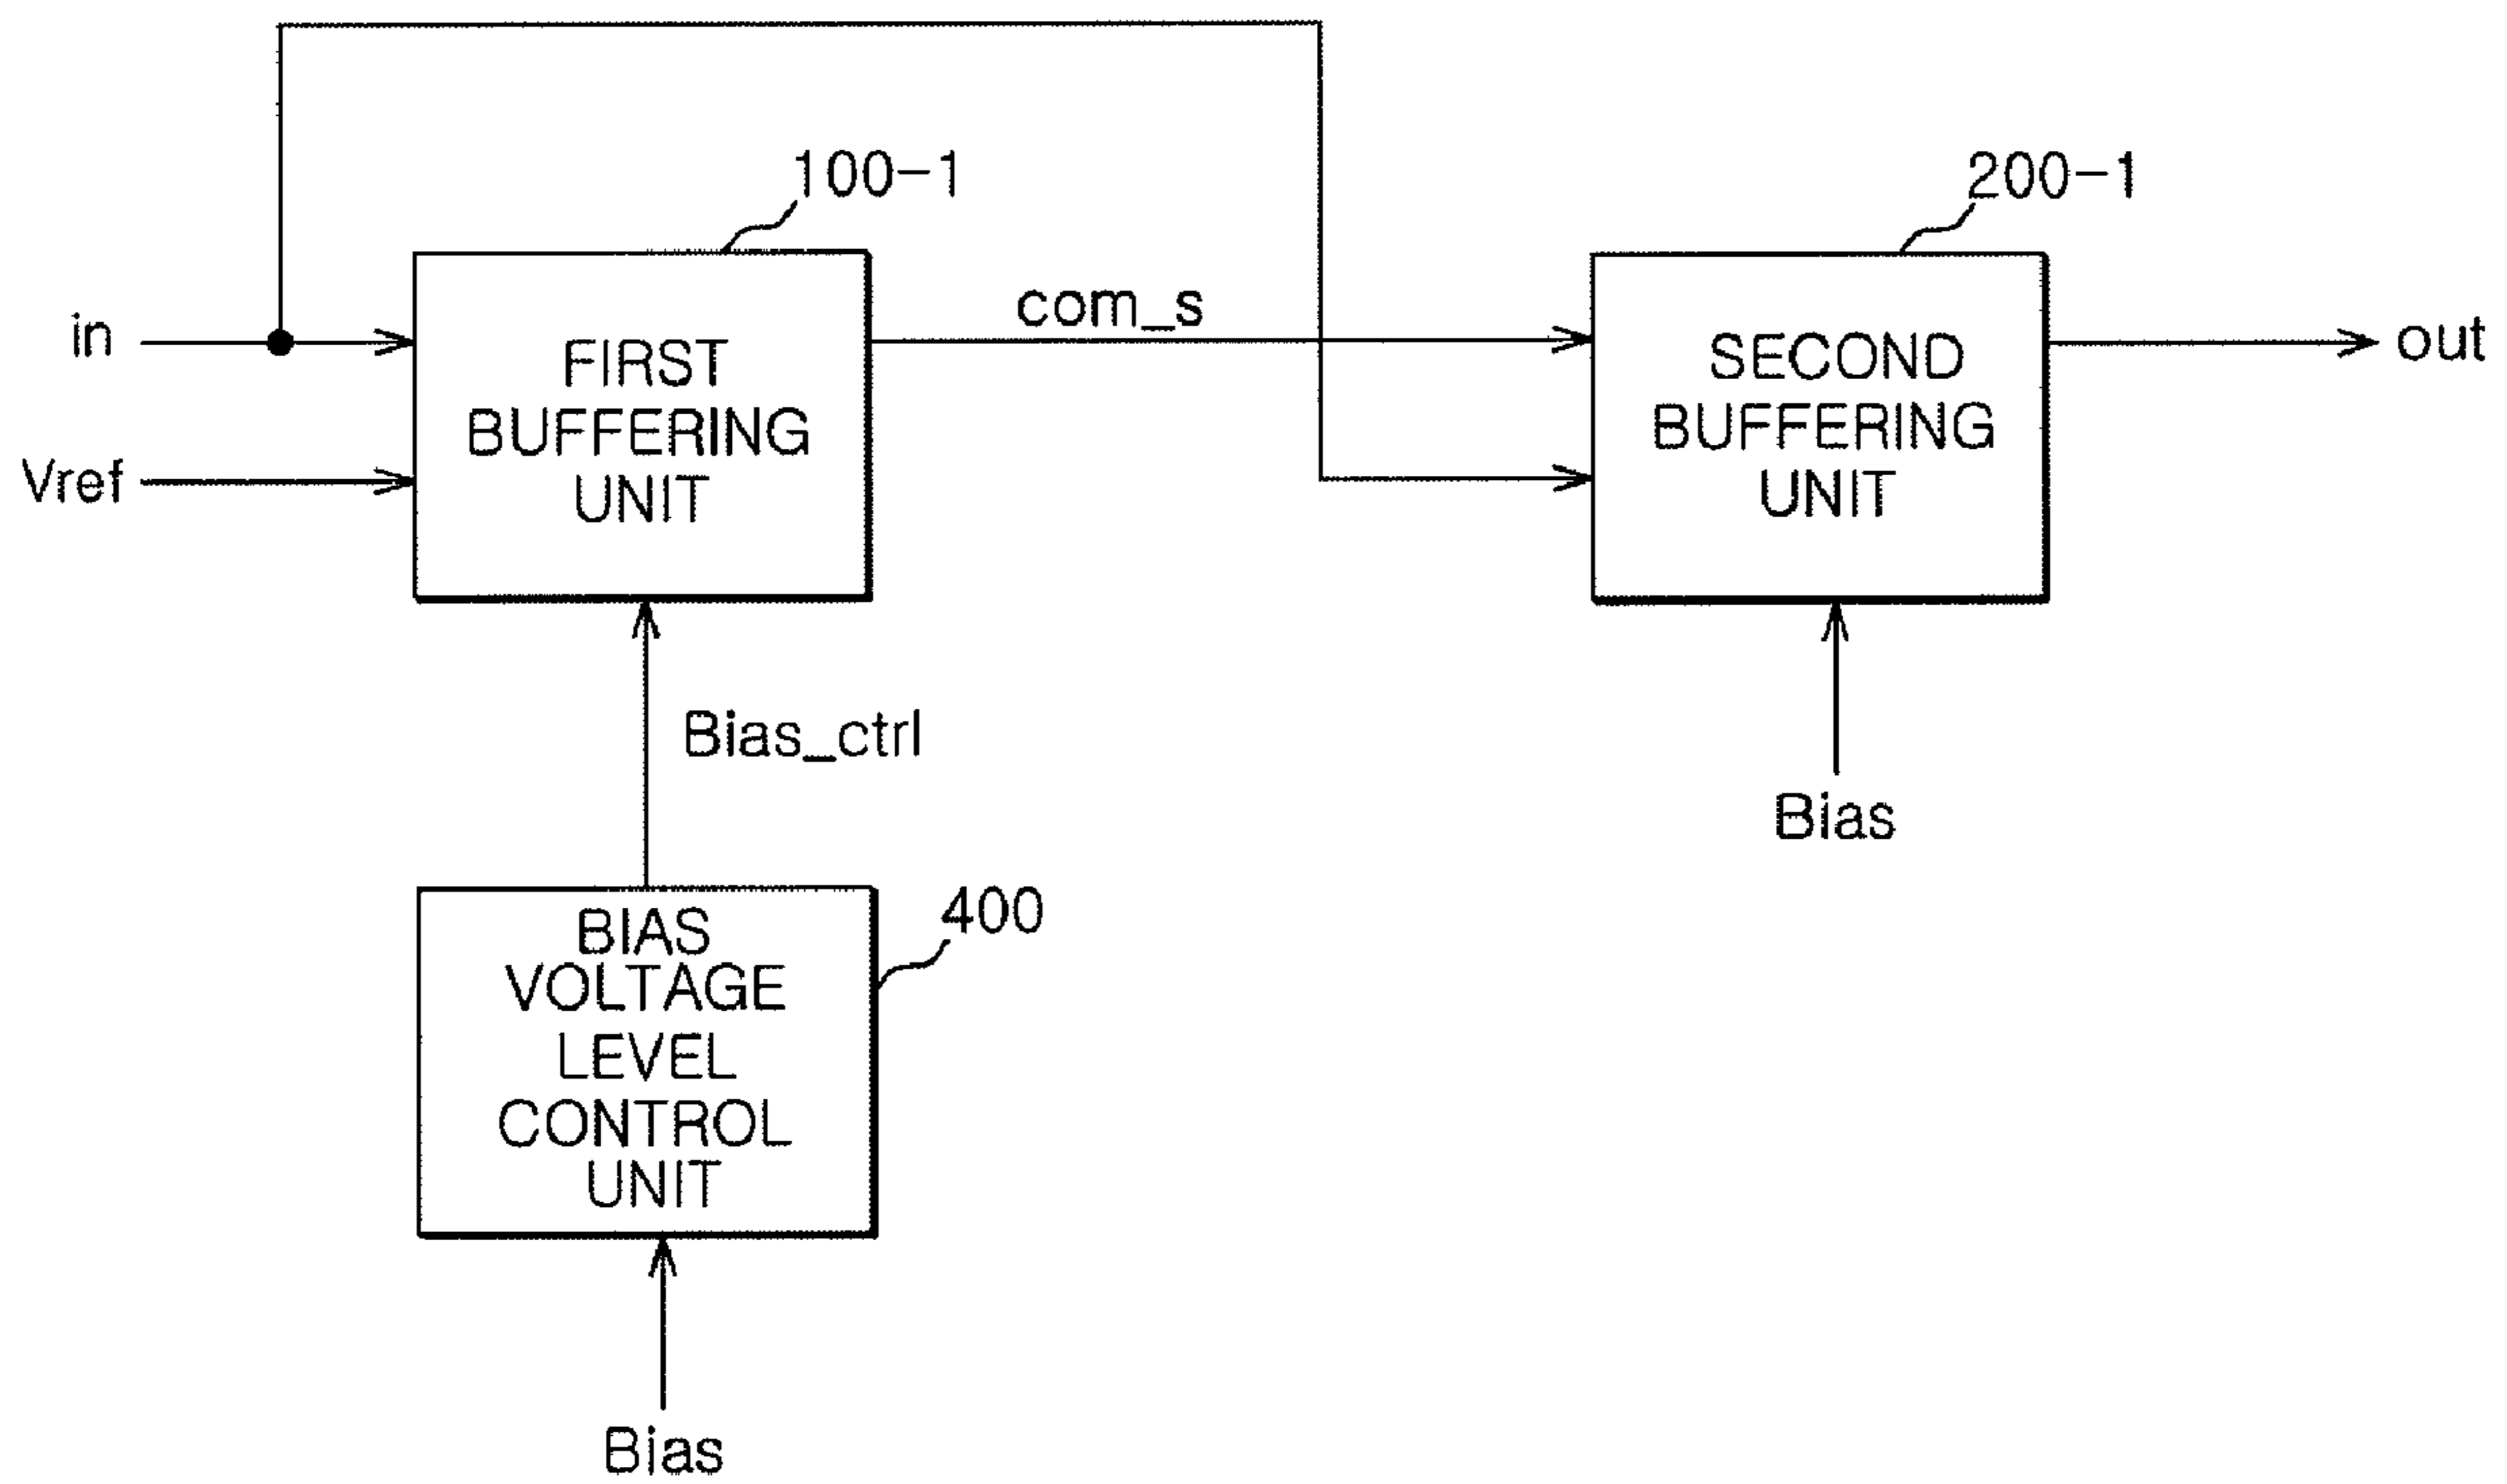 100-1
200-1
in
Vref
FIRST
BUFFERING
UNIT
com_s
SECOND
BUFFERING
UNIT
out
Bias_ctrl
Bias
400
BIAS
VOLTAGE
LEVEL
CONTROL
UNIT
Bias